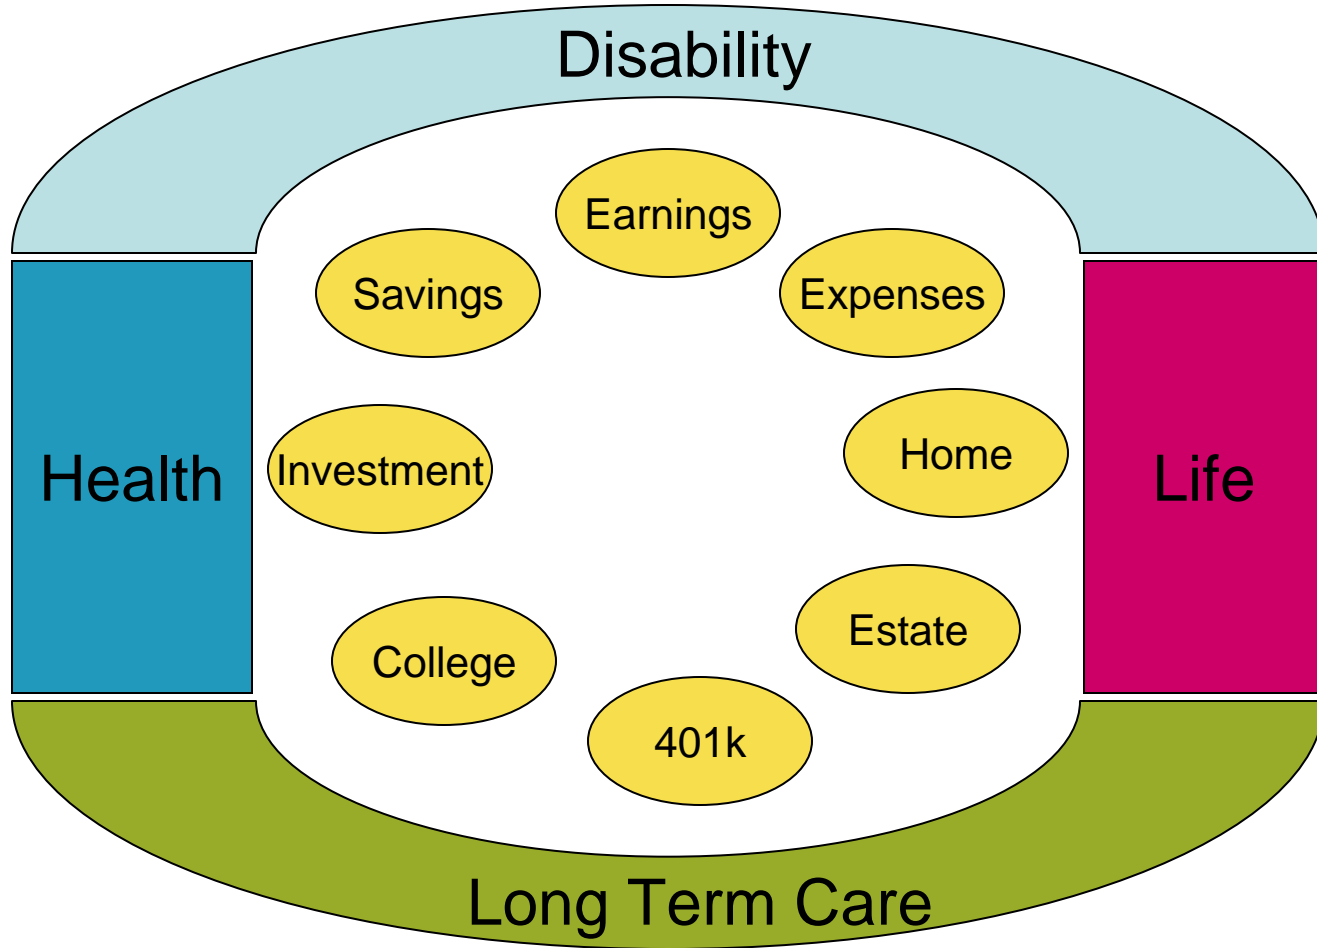 Disability
Earnings
Savings
Expenses
Health
Investment
Home
Life
College
Estate
401k
Long Term Care